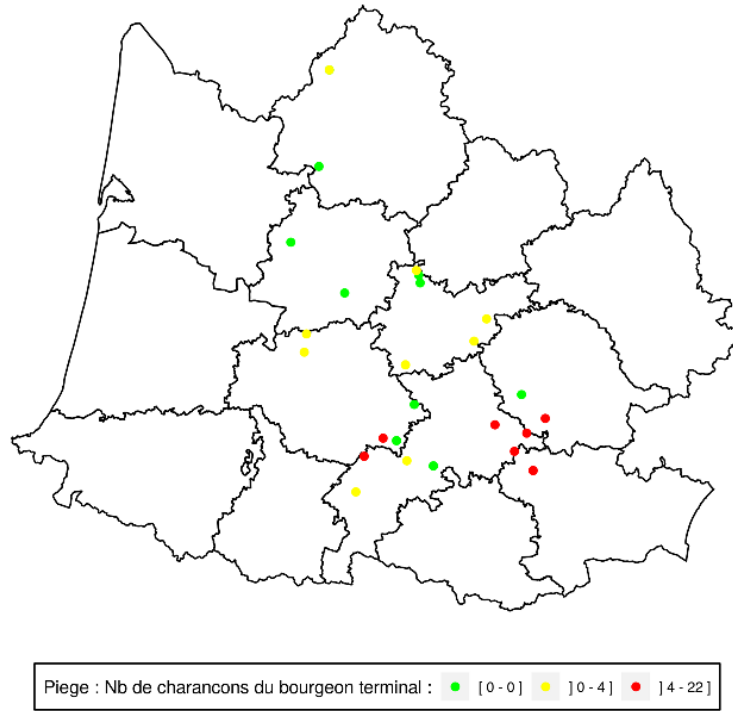 Piege : Nb de charancons du bourgeon terminal : [ 0 - 0 ] ] 0 - 4 ] ] 4 - 22 ]